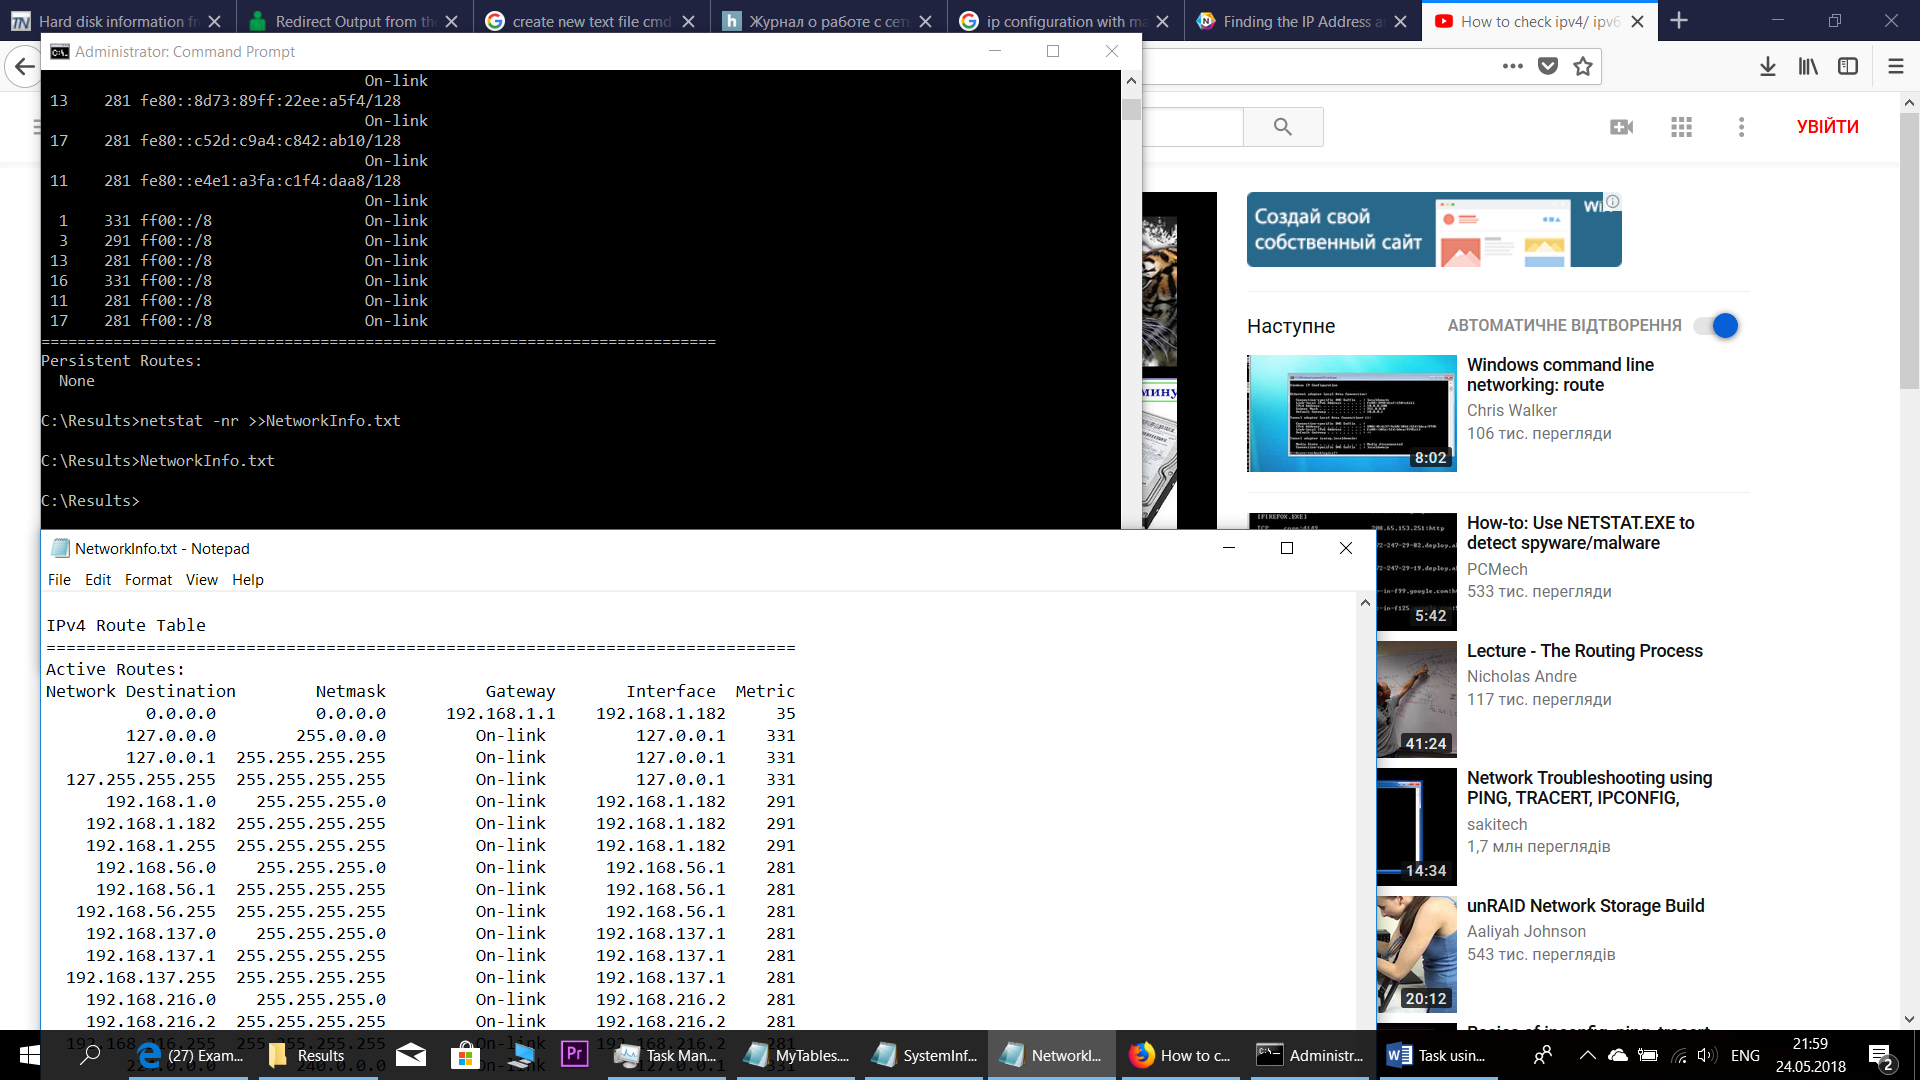 Hard disk information fr
Redirect Output from the
create new text file cmd
Журнал о работе с сет
ip configuration with ma
Finding the IP Address a
How to check ipv4/ ipv6
Administrator: Command Prompt
On-link
13 281 fe80::8d73:89ff:22ee:a5f4/128
On-link
17 281 fe80::c52d:c9a4:c842:ab10/128
On-link
11 281 fe80::e4e1:a3fa:c1f4:daa8/128
On-link
1 331 ff00::/8 On-link
3 291 ff00::/8 On-link
13 281 ff00::/8 On-link
16 331 ff00::/8 On-link
11 281 ff00::/8 On-link
17 281 ff00::/8 On-link
===========================================================================
Persistent Routes:
None
C:\Results>netstat -nr >>NetworkInfo.txt
C:\Results>NetworkInfo.txt
C:\Results>
NetworkInfo.txt - Notepad
File Edit Format View Help
IPv4 Route Table
===========================================================================
Active Routes:
Network Destination Netmask Gateway Interface Metric
0.0.0.0 0.0.0.0 192.168.1.1 192.168.1.182 35
127.0.0.0 255.0.0.0 On-link 127.0.0.1 331
127.0.0.1 255.255.255.255 On-link 127.0.0.1 331
127.255.255.255 255.255.255.255 On-link 127.0.0.1 331
192.168.1.0 255.255.255.0 On-link 192.168.1.182 291
192.168.1.182 255.255.255.255 On-link 192.168.1.182 291
192.168.1.255 255.255.255.255 On-link 192.168.1.182 291
192.168.56.0 255.255.255.0 On-link 192.168.56.1 281
192.168.56.1 255.255.255.255 On-link 192.168.56.1 281
192.168.56.255 255.255.255.255 On-link 192.168.56.1 281
192.168.137.0 255.255.255.0 On-link 192.168.137.1 281
192.168.137.1 255.255.255.255 On-link 192.168.137.1 281
192.168.137.255 255.255.255.255 On-link 192.168.137.1 281
192.168.216.0 255.255.255.0 On-link 192.168.216.2 281
192.168.216.2 255.255.255.255 On-link 192.168.216.2 281
УВІЙТИ
Создай свой
собственный сайт
Wi
Наступне
АВТОМАТИЧНЕ ВІДТВОРЕННЯ
Windows command line
networking: route
Chris Walker
106 тис. перегляди
8:02
How-to: Use NETSTAT.EXE to
detect spyware/malware
PCMech
533 тис. перегляди
5:42
Lecture - The Routing Process
Nicholas Andre
117 тис. перегляди
41:24
Network Troubleshooting using
PING, TRACERT, IPCONFIG,
sakitech
1,7 млн переглядів
14:34
unRAID Network Storage Build
Aaliyah Johnson
543 тис. переглядів
20:12
(27) Exam...
Results
Pr
Task Man...
MyTables....
SystemInf...
NetworkI...
How to c...
Administr...
Task usin...
ENG
21:59
24.05.2018
2